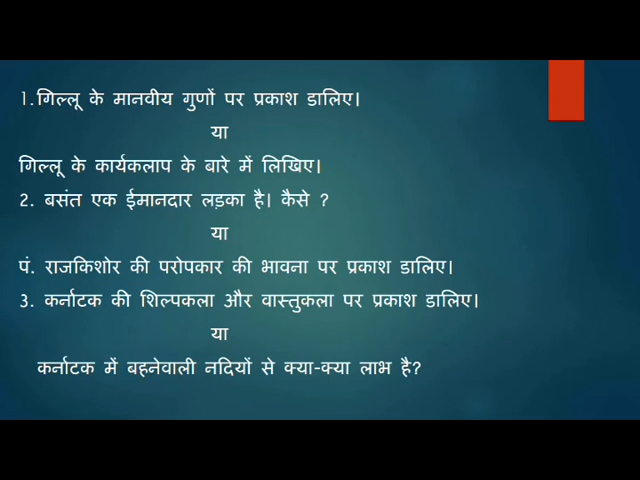 1.गिल्लू के मानवीय गुणों पर प्रकाश डालिए।
या
गिल्लू के कार्यकलाप के बारे में लिखिए।
2. बसंत एक ईमानदार लड़का है। कैसे ?
या
पं. राजकिशोर की परोपकार की भावना पर प्रकाश डालिए।
3. कर्नाटक की शिल्पकला और वास्तुकला पर प्रकाश डालिए।
या
कर्नाटक में बहनेवाली नदियों से क्या-क्या लाभ है?